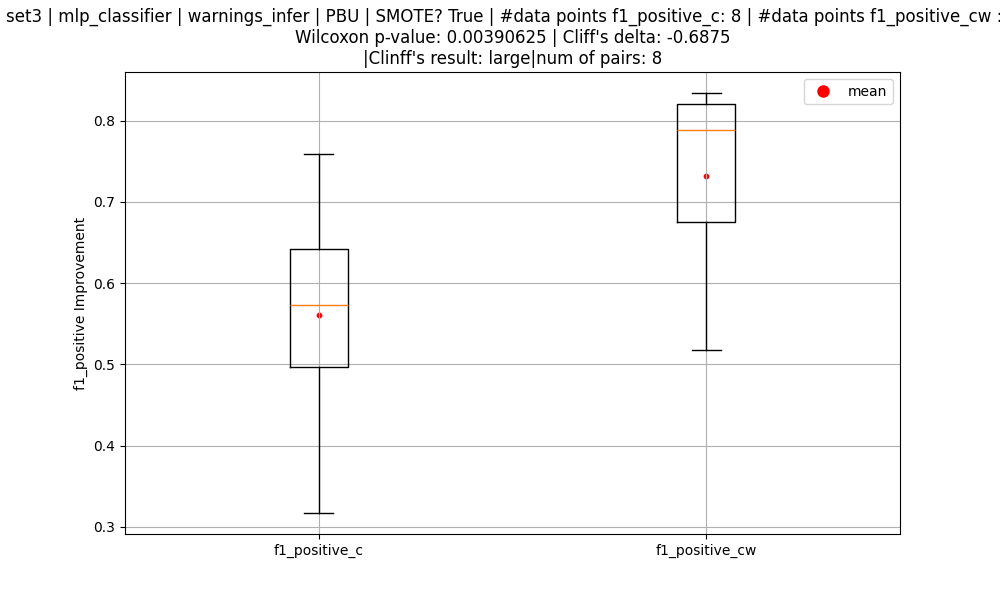 set3 | mlp_classifier | warnings_infer | PBU | SMOTE? True | #data points f1_positive_c: 8 | #data points f1_positive_cw :
Wilcoxon p-value: 0.00390625 | Cliff's delta: -0.6875
|Clinff's result: large|num of pairs: 8
mean
0.8
0.7
0.6
0.5
0.4
0.3
f1_positive Improvement
f1_positive_c
f1_positive_cw